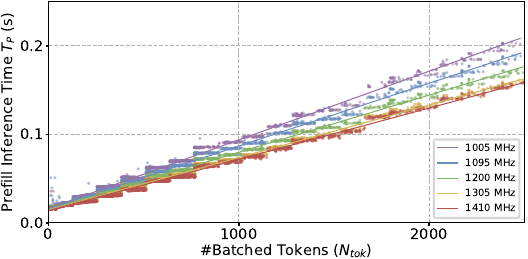 Prefill Inference Time T_P (s)
0.2
0.1
0.0
0
1000
2000
#Batched Tokens (N_tok)
1005 MHz
1095 MHz
1200 MHz
1305 MHz
1410 MHz